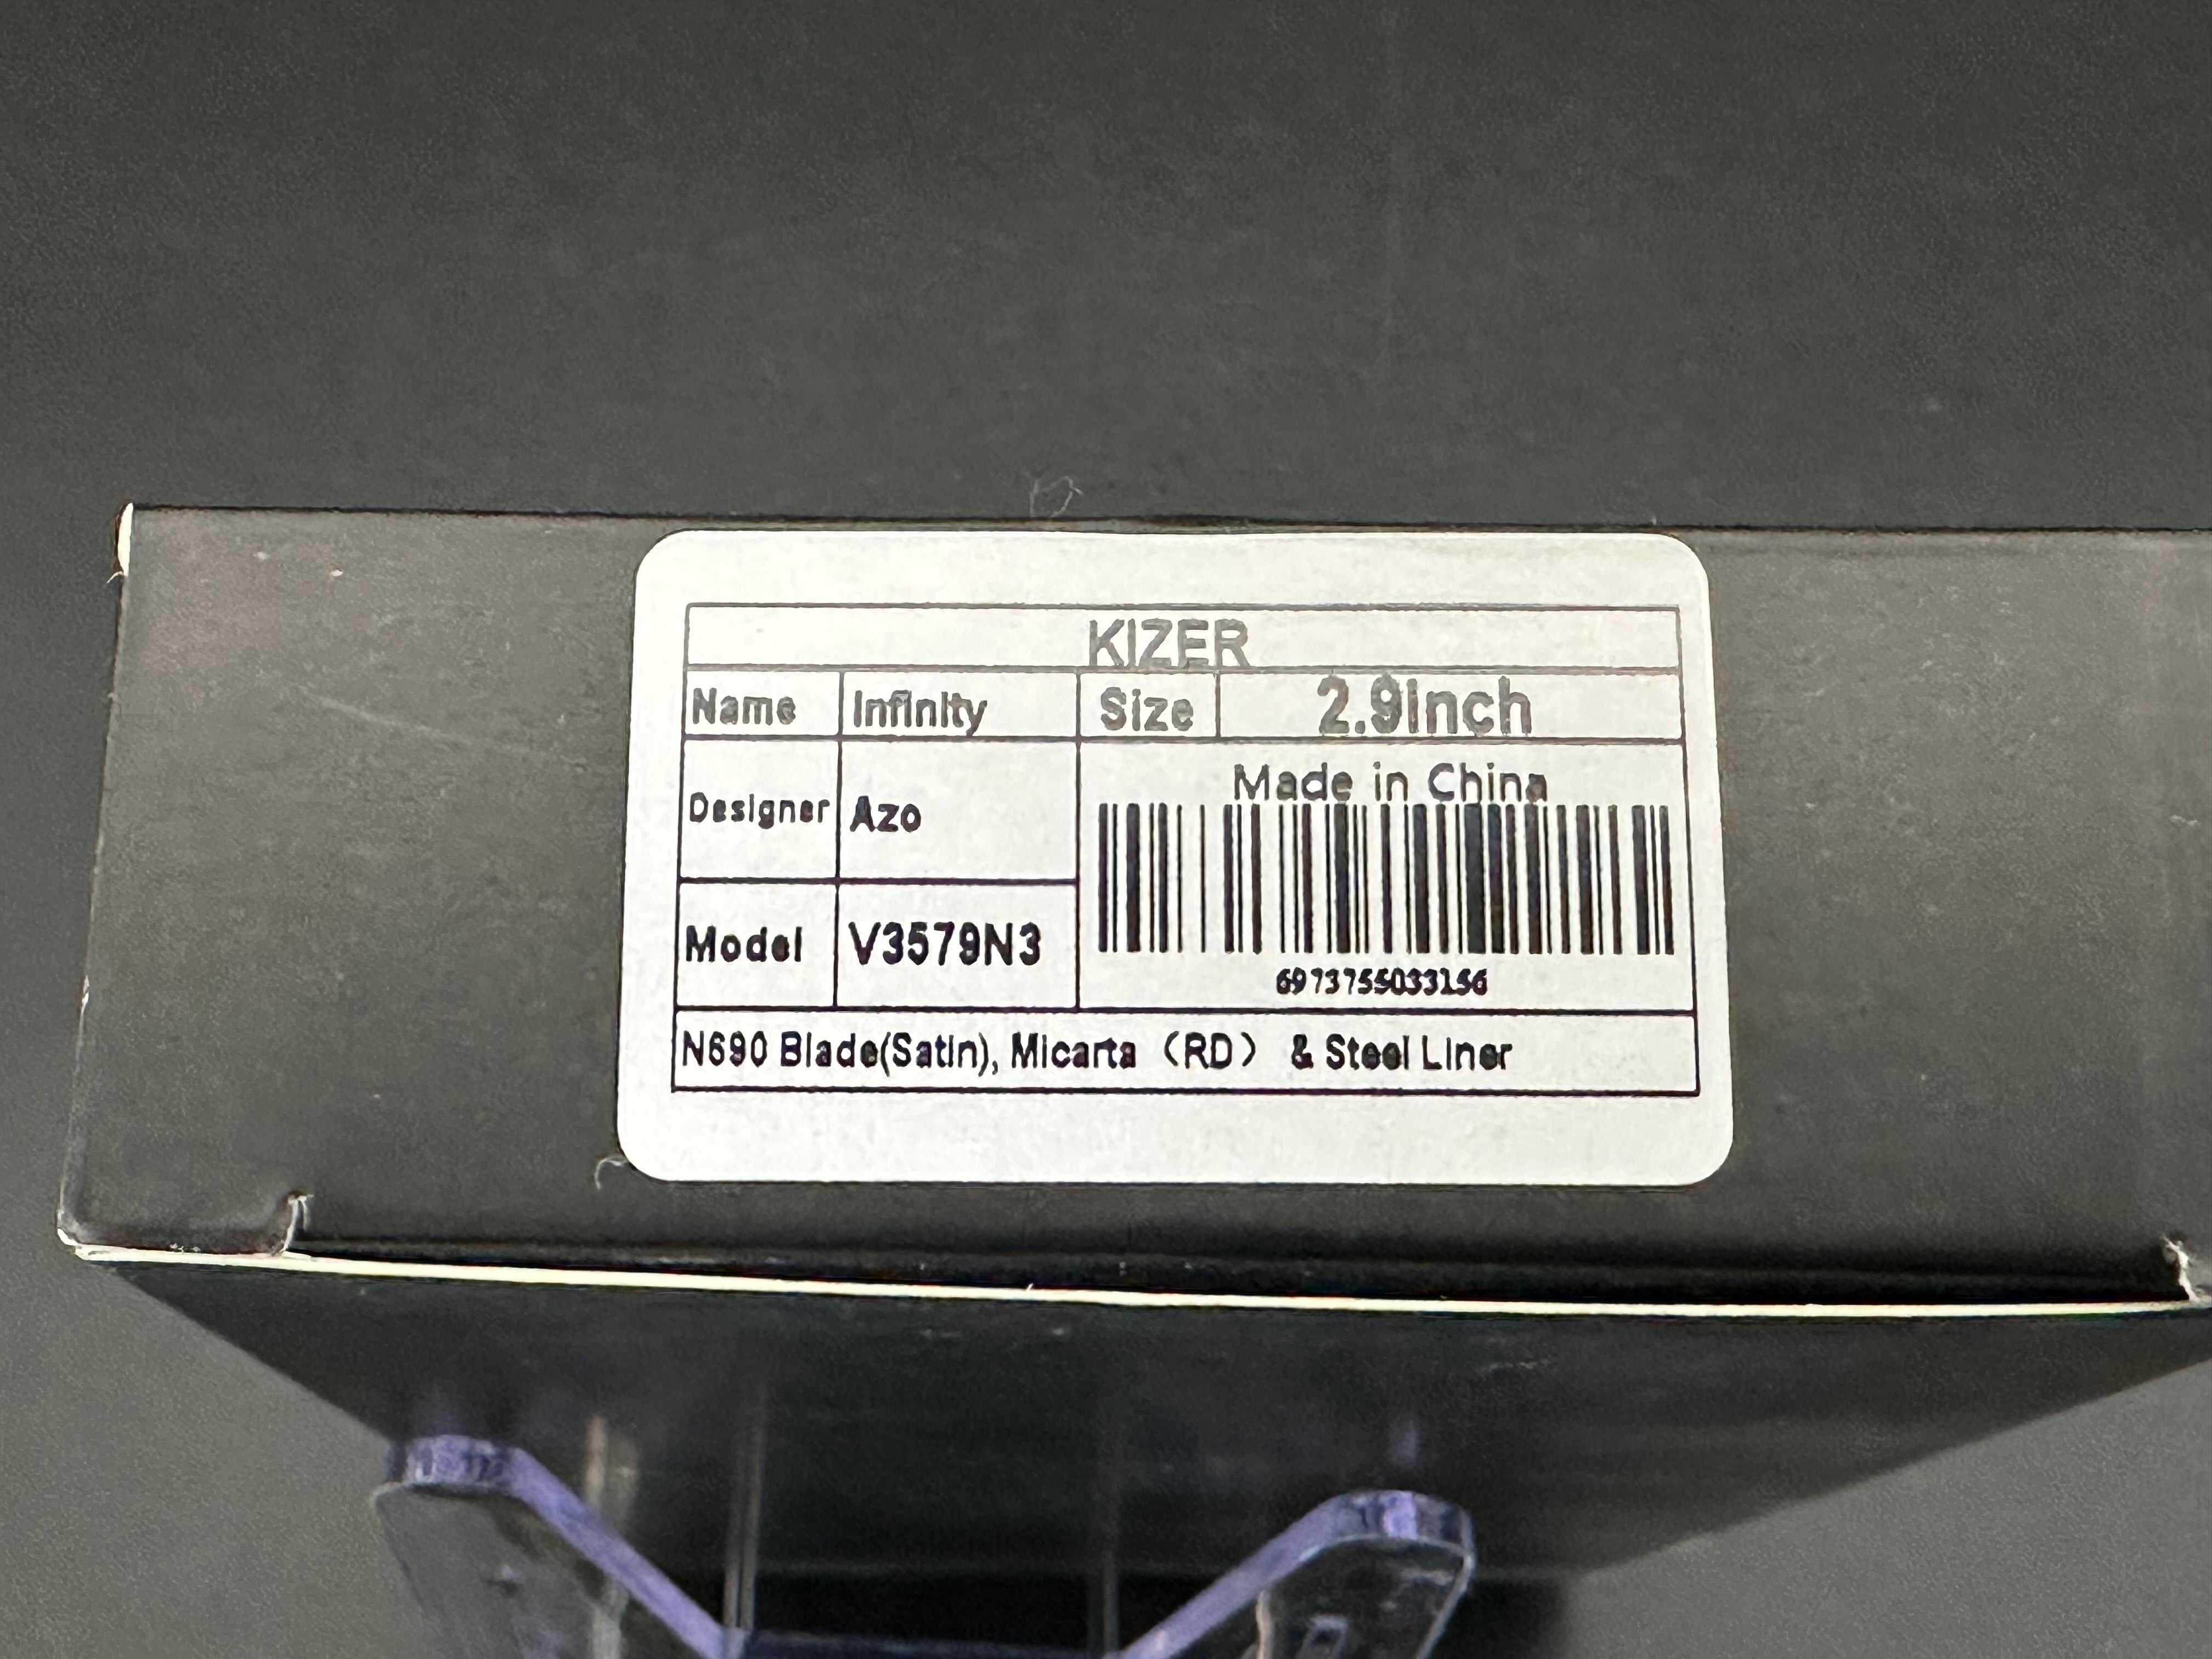 KIZER
Name Infinity Size 2.9inch
Designer Azo
Made in China
Model V3579N3
6973755033156
N690 Blade(Satin), Micarta（RD） & Steel Liner